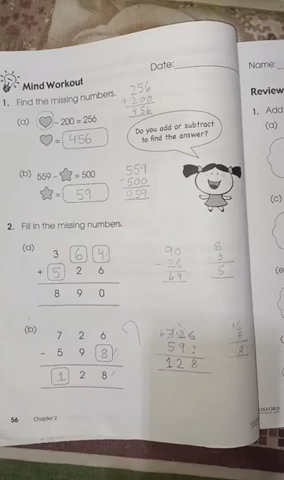 Date:
Name:
Mind Workout
1. Find the missing numbers.
(a) ♡ - 200 = 256
♡ = 456
256
+ 200
456
Do you add or subtract
to find the answer?
(b) 559 - ☆ = 500
☆ = 59
559
- 500
059
2. Fill in the missing numbers.
(a)
3 6 4
+ 5 2 6
8 9 0
90
- 26
64
8
- 3
5
(b)
7 2 6
- 5 9 8
1 2 8
59?
128
56 Chapter 2
Review
1. Add
(a)
(c)
(e
OXFORD